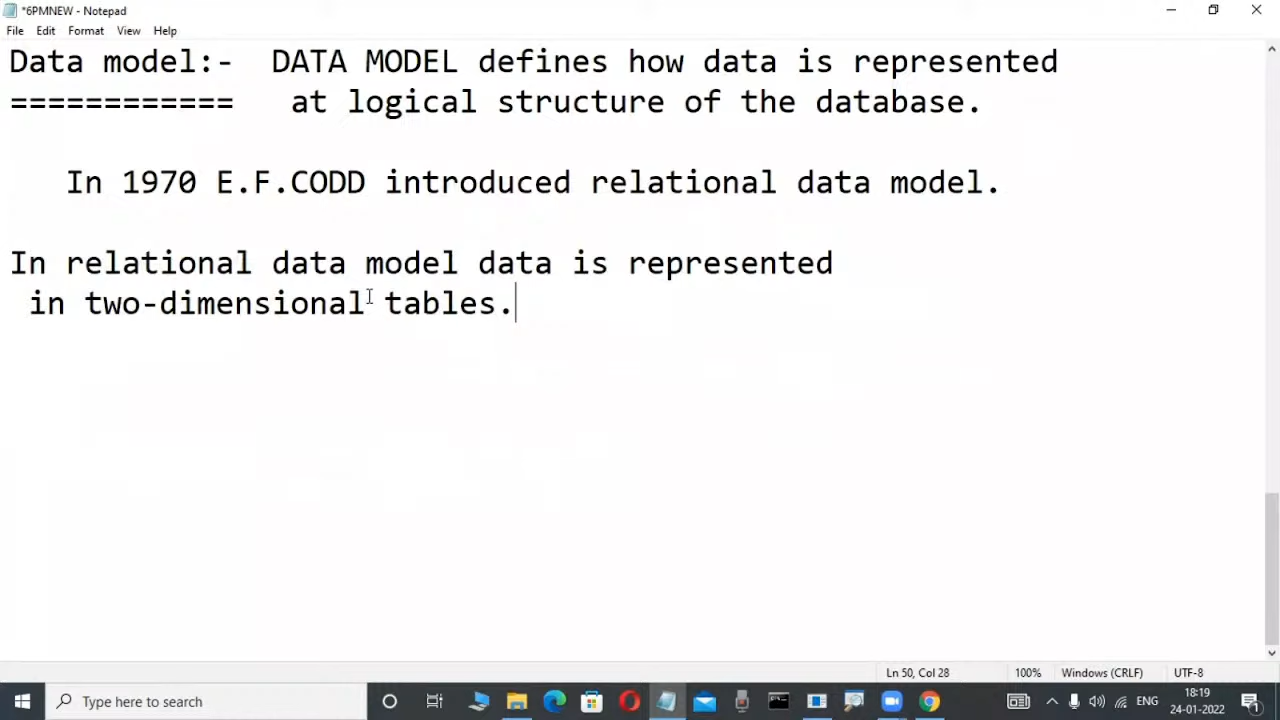 *6PMNEW - Notepad
File Edit Format View Help
Data model:- DATA MODEL defines how data is represented
============ at logical structure of the database.
In 1970 E.F.CODD introduced relational data model.
In relational data model data is represented
in two-dimensional tables.
Ln 50, Col 28 100% Windows (CRLF) UTF-8
Type here to search
ENG
18:19
24-01-2022
1